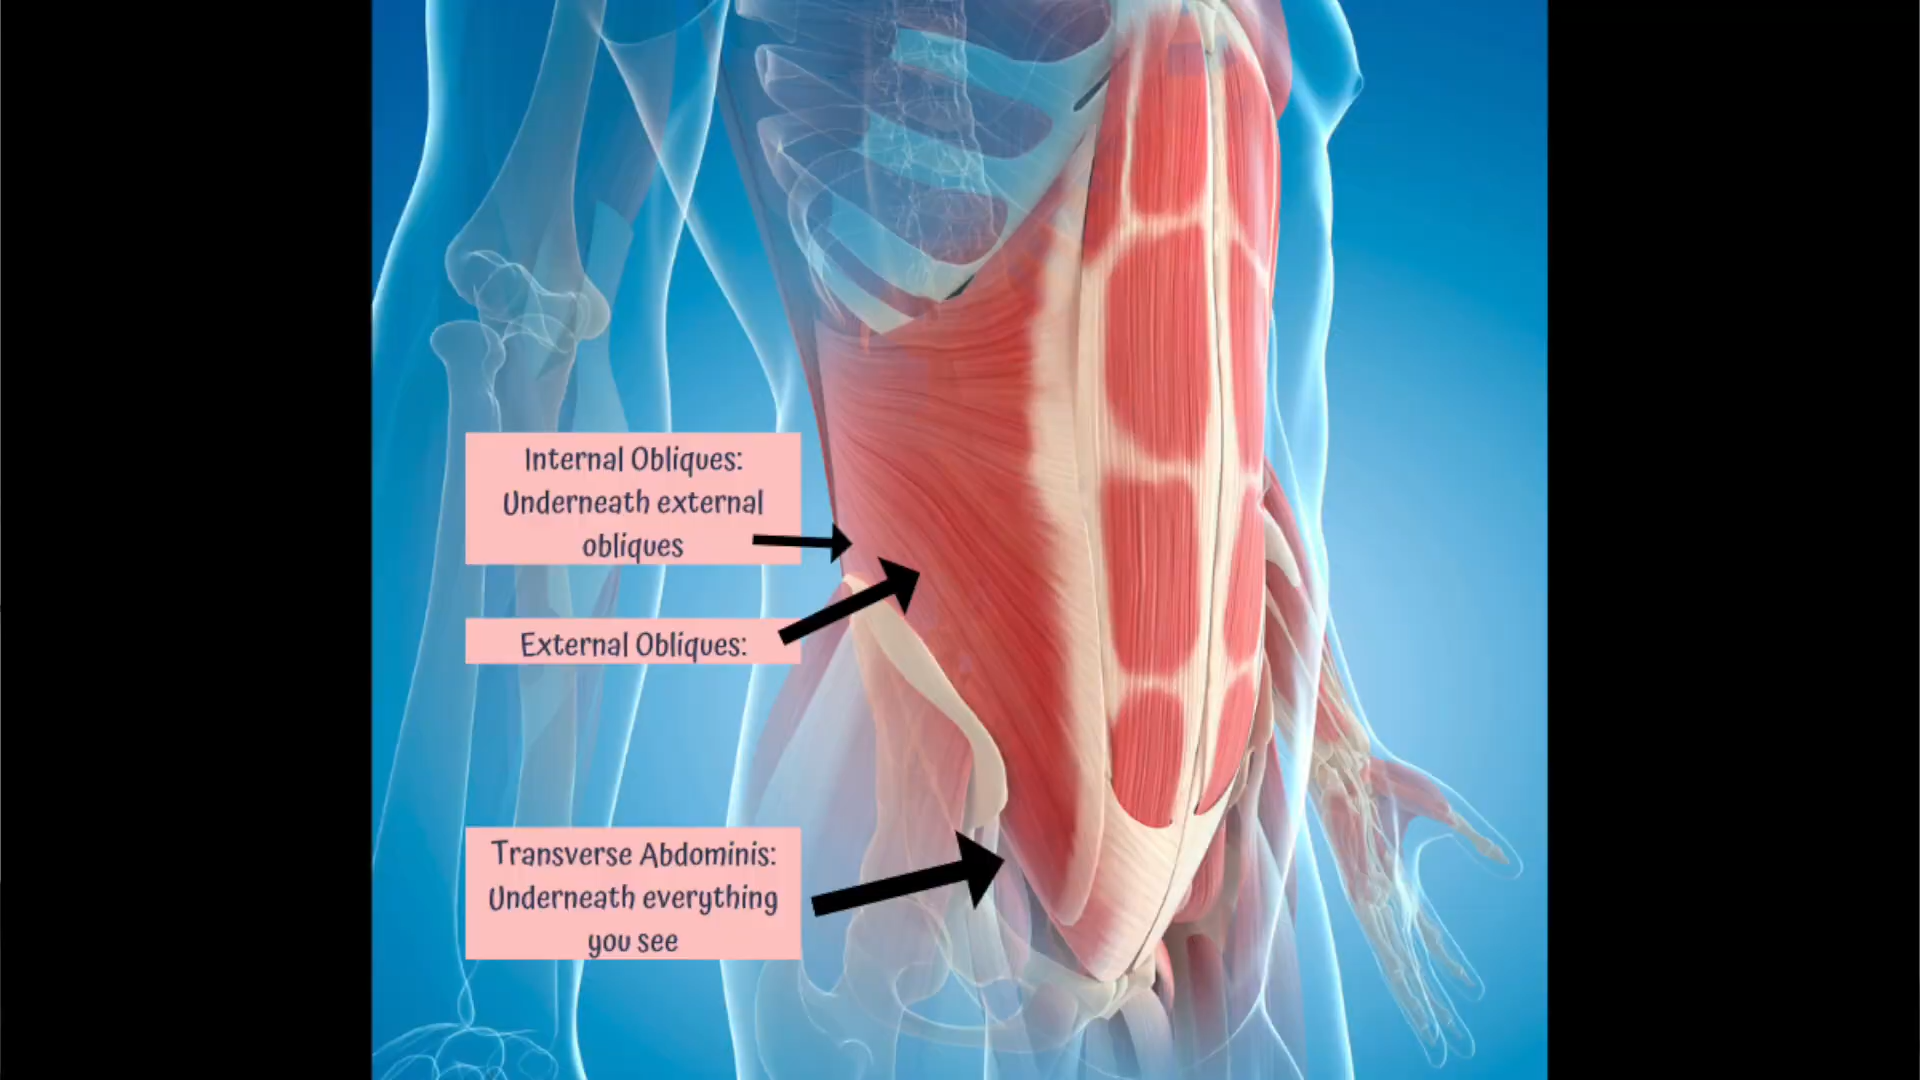 Internal Obliques:
Underneath external
obliques
External Obliques:
Transverse Abdominis:
Underneath everything
you see